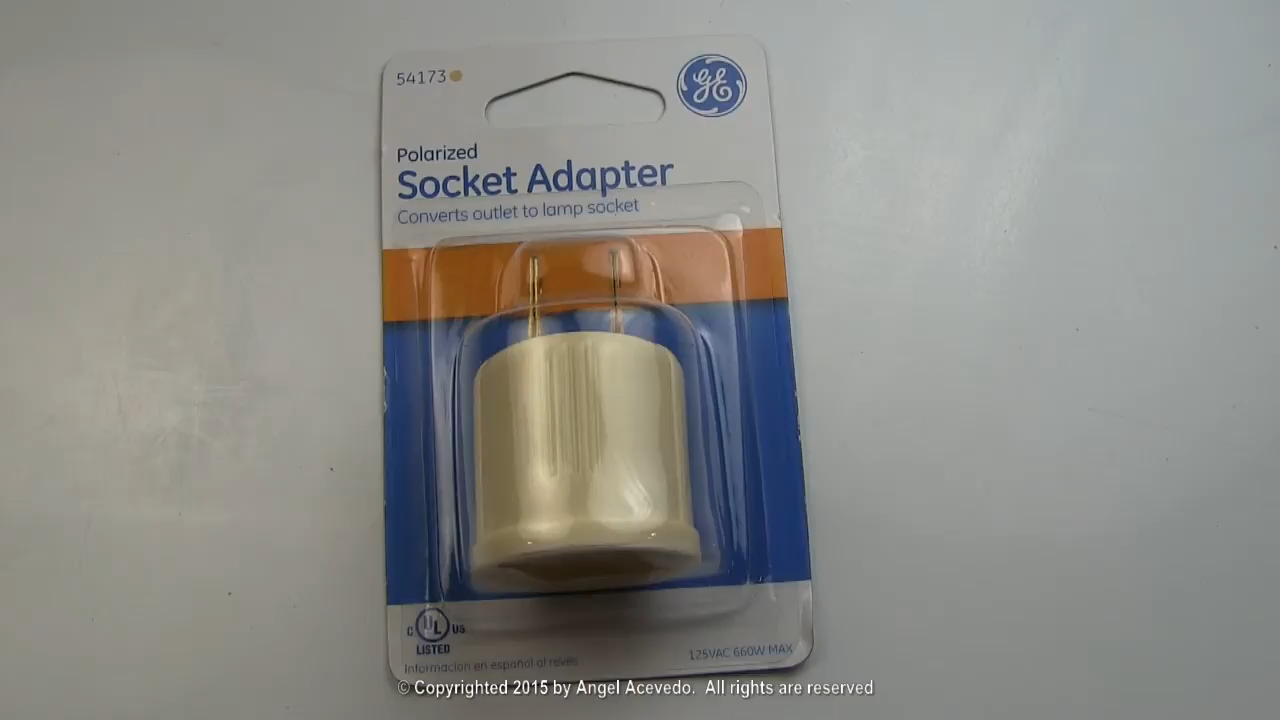 54173
GE
Polarized
Socket Adapter
Converts outlet to lamp socket
C UL US
LISTED
Informacion en español al revés
125VAC 660W MAX
© Copyrighted 2015 by Angel Acevedo. All rights are reserved